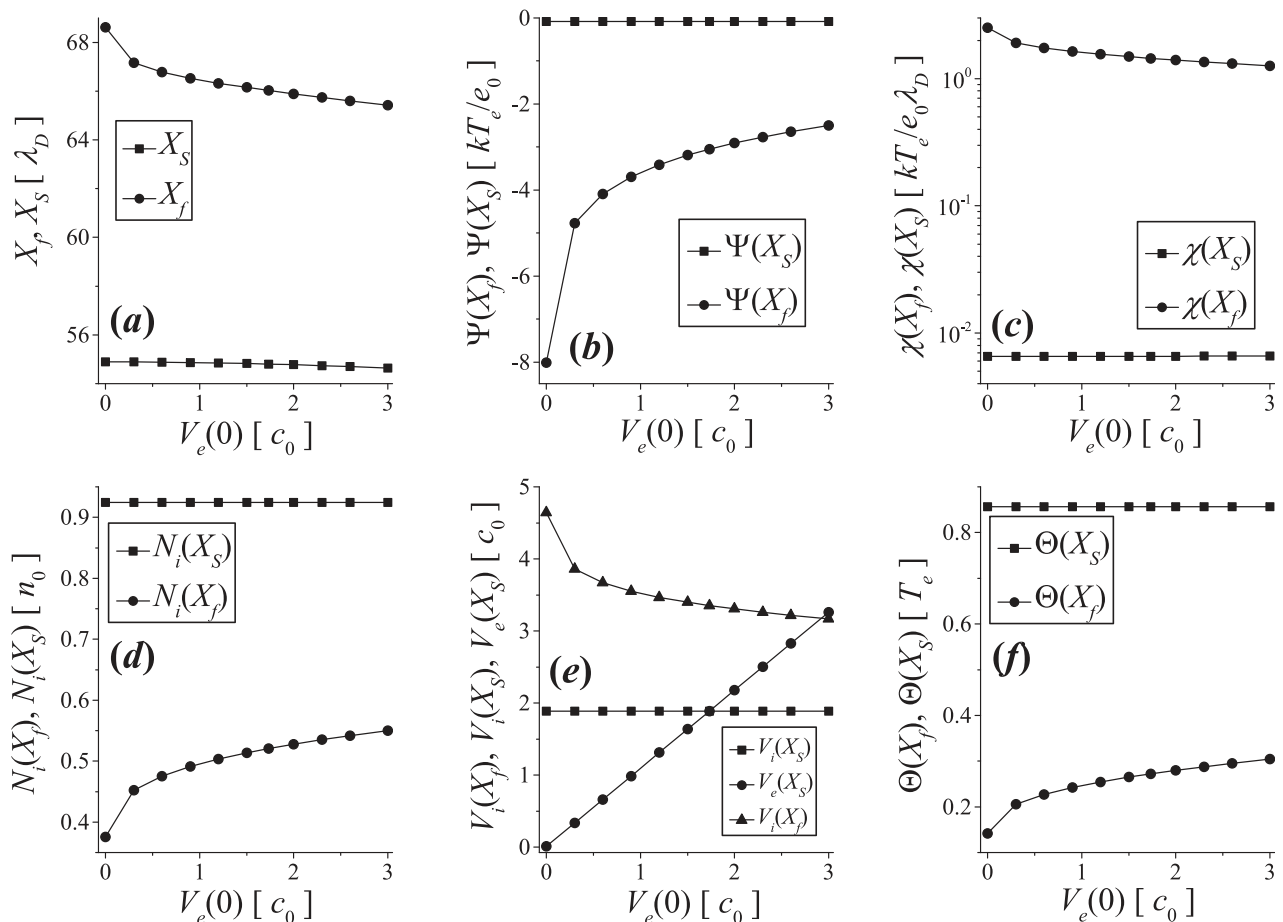 X_f, X_S [ λ_D ]
68
64
60
56
54
X_S
X_f
(a)
0 1 2 3
V_e(0) [ c_0 ]
Ψ(X_f), Ψ(X_S) [ kT_e/e_0 ]
0
-2
-4
-6
-8
Ψ(X_S)
Ψ(X_f)
(b)
0 1 2 3
V_e(0) [ c_0 ]
χ(X_f), χ(X_S) [ kT_e/e_0λ_D ]
10^0
10^-1
10^-2
χ(X_S)
χ(X_f)
(c)
0 1 2 3
V_e(0) [ c_0 ]
N_i(X_f), N_i(X_S) [ n_0 ]
0.9
0.8
0.7
0.6
0.5
0.4
N_i(X_S)
N_i(X_f)
(d)
0 1 2 3
V_e(0) [ c_0 ]
V_i(X_f), V_i(X_S), V_e(X_S) [ c_0 ]
5
4
3
2
1
0
(e)
V_i(X_S)
V_e(X_S)
V_i(X_f)
0 1 2 3
V_e(0) [ c_0 ]
Θ(X_f), Θ(X_S) [ T_e ]
0.8
0.6
0.4
0.2
Θ(X_S)
Θ(X_f)
(f)
0 1 2 3
V_e(0) [ c_0 ]